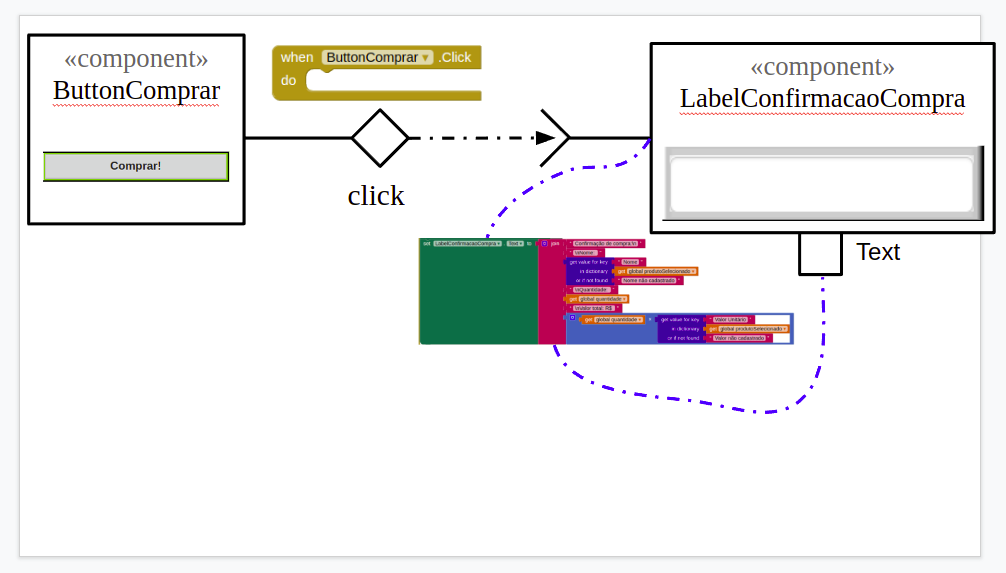 «component»
ButtonComprar
Comprar!
when ButtonComprar .Click
do
click
«component»
LabelConfirmacaoCompra
Text
set LabelConfirmacaoCompra . Text to join " Confirmação de compra:\n "
" \nNome: "
get value for key " Nome "
in dictionary get global produtoSelecionado
or if not found " Nome não cadastrado "
" \nQuantidade: "
get global quantidade
" \nValor total: R$ "
get global quantidade × get value for key " Valor Unitário "
in dictionary get global produtoSelecionado
or if not found " Valor não cadastrado "